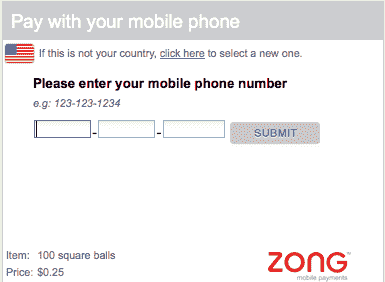 Pay with your mobile phone
If this is not your country, click here to select a new one.
Please enter your mobile phone number
e.g: 123-123-1234
- -
SUBMIT
Item: 100 square balls
Price: $0.25
ZONG™
mobile payments